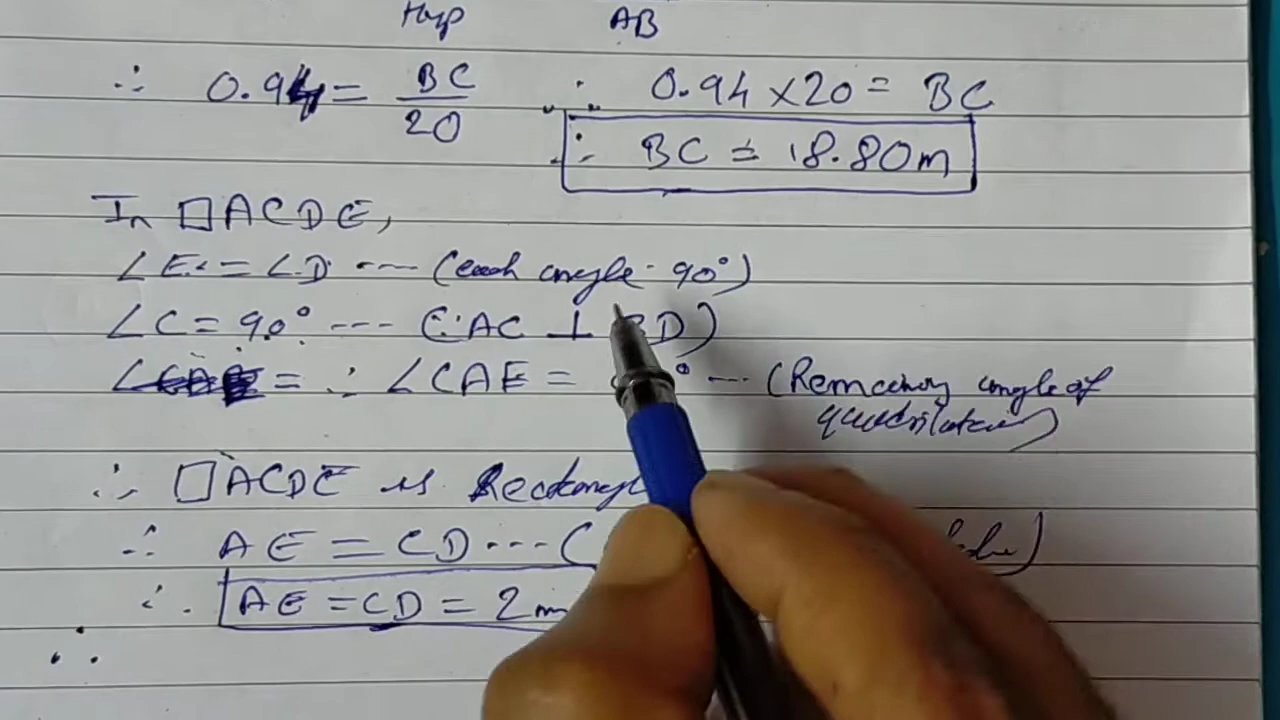 Hyp AB
∴ 0.94 = BC/20 ∴ 0.94 × 20 = BC
∴ BC = 18.80m
In □ACDE,
∠E = ∠D ---- (each angle 90°)
∠C = 90° --- (∵ AC ⊥ BD)
∠ = ∴ ∠CAE = ° --- (Remaining angle of
quadrilateral)
∴ □ACDE is Rectangl
∴ AE = CD --- (
∴ AE = CD = 2m
∴